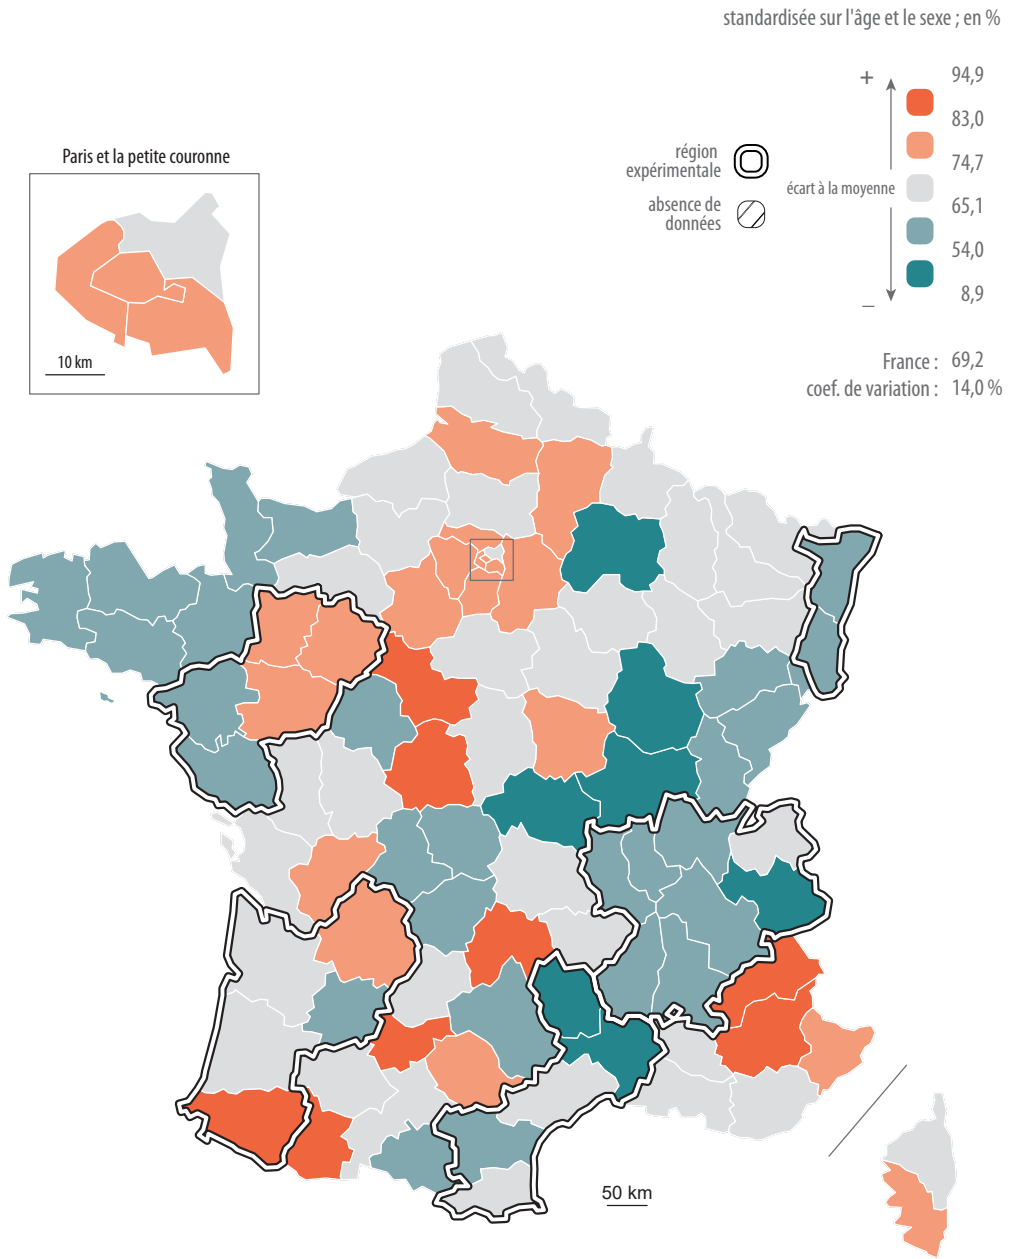 standardisée sur l'âge et le sexe ; en %
+
94,9
83,0
74,7
65,1
54,0
8,9
–
écart à la moyenne
région
expérimentale
absence de
données
France : 69,2
coef. de variation : 14,0 %
Paris et la petite couronne
10 km
50 km